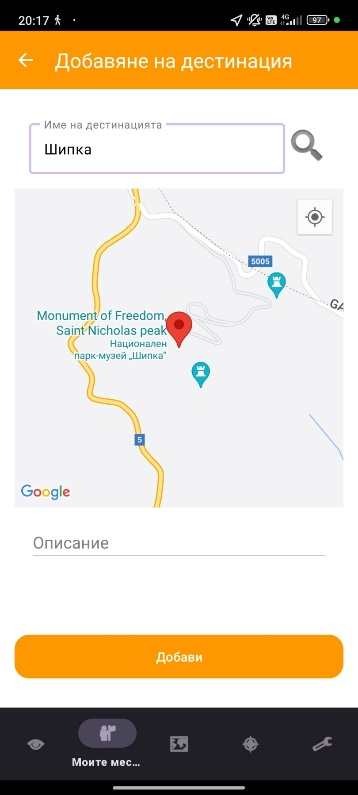 20:17
4G
97
Добавяне на дестинация
Име на дестинацията
Шипка
5005
Monument of Freedom,
Saint Nicholas peak
Национален
парк-музей „Шипка"
5
Google
Описание
Добави
Моите мес...